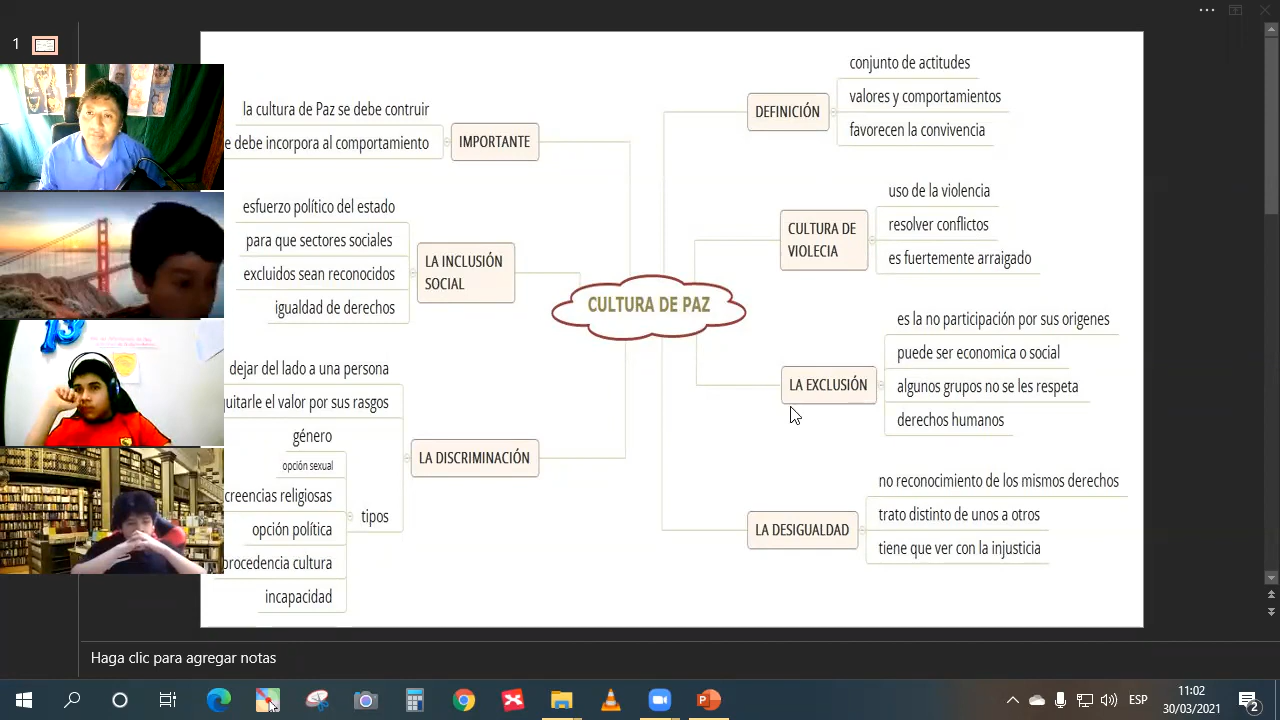 1
CULTURA DE PAZ
DEFINICIÓN
conjunto de actitudes
valores y comportamientos
favorecen la convivencia
CULTURA DE
VIOLECIA
uso de la violencia
resolver conflictos
es fuertemente arraigado
LA EXCLUSIÓN
es la no participación por sus origenes
puede ser economica o social
algunos grupos no se les respeta
derechos humanos
LA DESIGUALDAD
no reconocimiento de los mismos derechos
trato distinto de unos a otros
tiene que ver con la injusticia
IMPORTANTE
la cultura de Paz se debe contruir
e debe incorpora al comportamiento
LA INCLUSIÓN
SOCIAL
esfuerzo político del estado
para que sectores sociales
excluidos sean reconocidos
igualdad de derechos
LA DISCRIMINACIÓN
dejar del lado a una persona
quitarle el valor por sus rasgos
género
tipos
opción sexual
creencias religiosas
opción política
procedencia cultura
incapacidad
13
Haga clic para agregar notas
ESP
11:02
30/03/2021
2